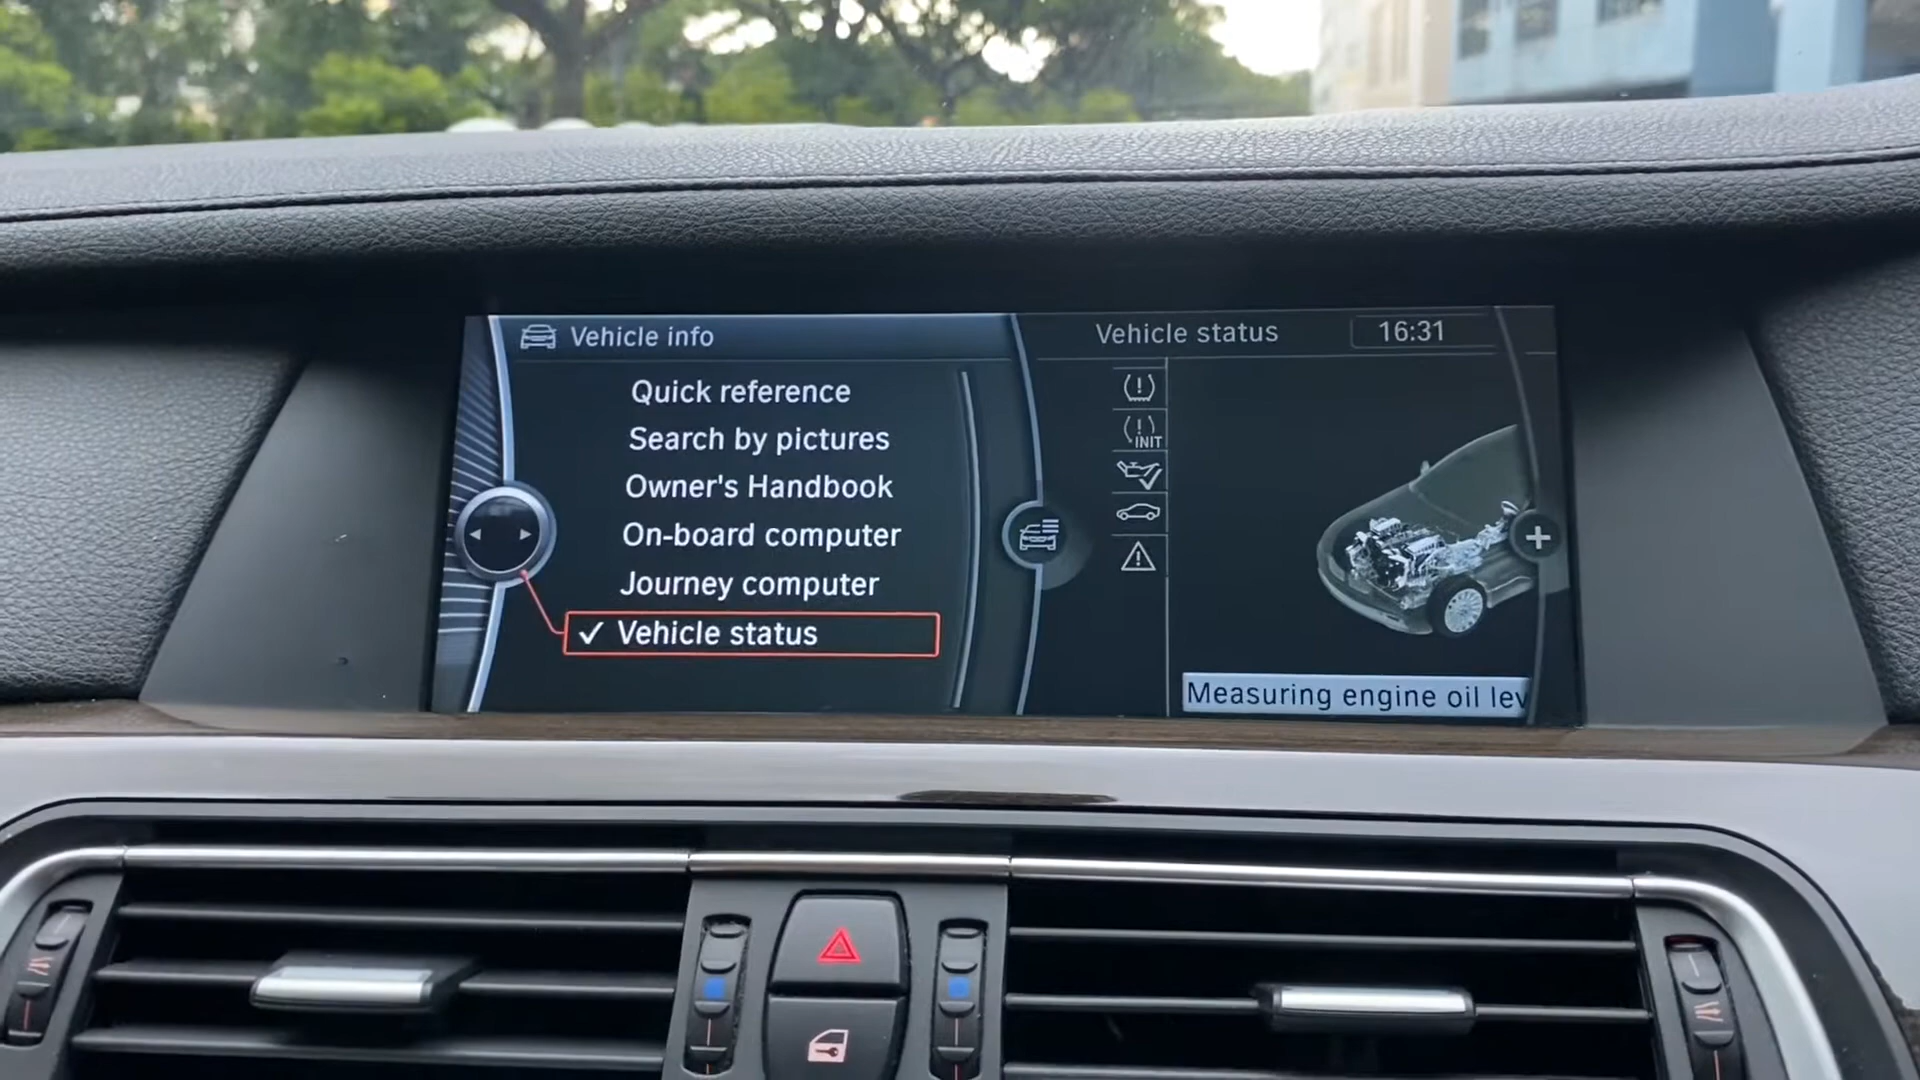 Vehicle info
Quick reference
Search by pictures
Owner's Handbook
On-board computer
Journey computer
✓ Vehicle status
Vehicle status
16:31
INIT
Measuring engine oil lev